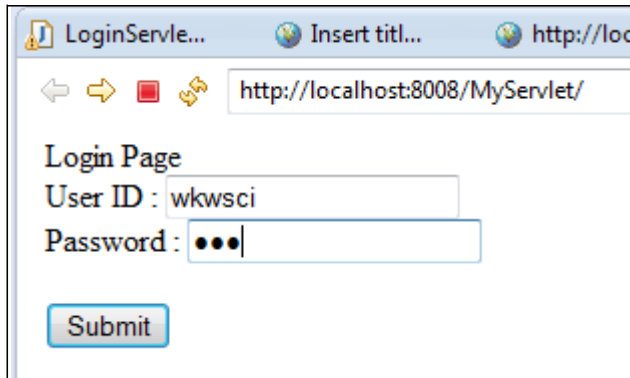 LoginServle... Insert titl... http://loc
http://localhost:8008/MyServlet/
Login Page
User ID : wkwsci
Password : •••
Submit